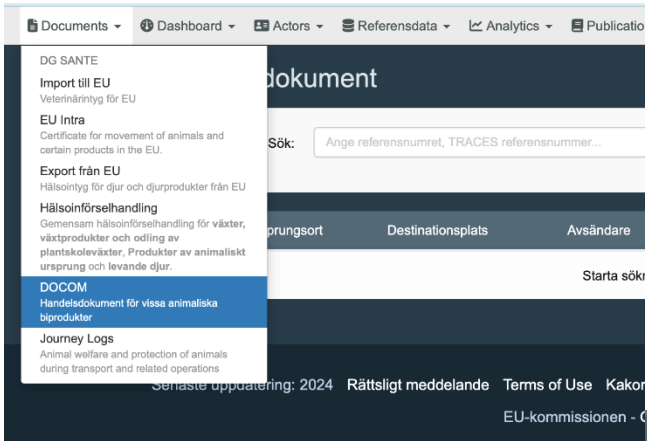 Documents Dashboard Actors Referensdata Analytics Publicatio
DG SANTE
Import till EU
Veterinärintyg för EU
EU Intra
Certificate for movement of animals and
certain products in the EU.
Export från EU
Hälsointyg för djur och djurprodukter från EU
Hälsoinförselhandling
Gemensam hälsoinförselhandling för växter,
växtprodukter och odling av
plantskoleväxter, Produkter av animaliskt
ursprung och levande djur.
DOCOM
Handelsdokument för vissa animaliska
biprodukter
Journey Logs
Animal welfare and protection of animals
during transport and related operations
dokument
Sök: Ange referensnumret, TRACES referensnummer...
prungsort Destinationsplats Avsändare
Starta sökn
Senaste uppdatering: 2024 Rättsligt meddelande Terms of Use Kakor
EU-kommissionen -